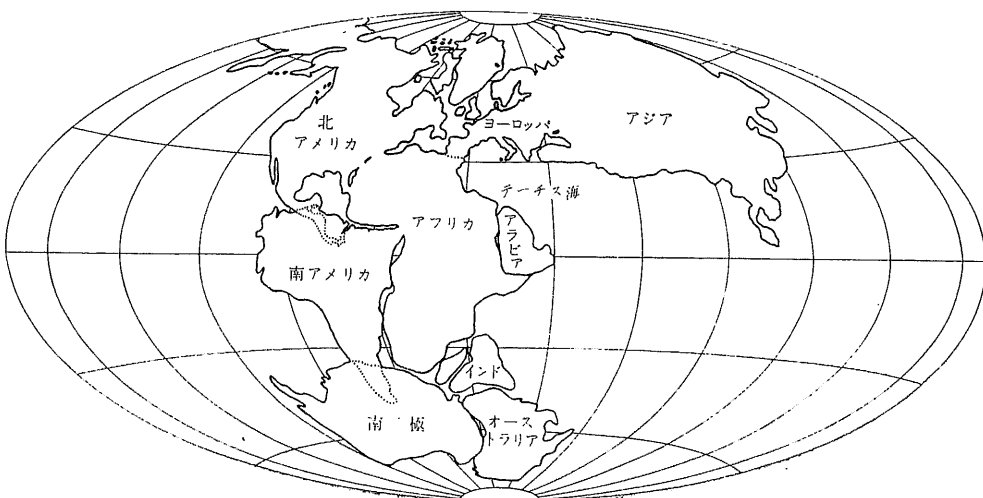 北
アメリカ
ヨーロッパ
アジア
テーチス海
アフリカ
アラビア
南アメリカ
インド
南極
オース
トラリア